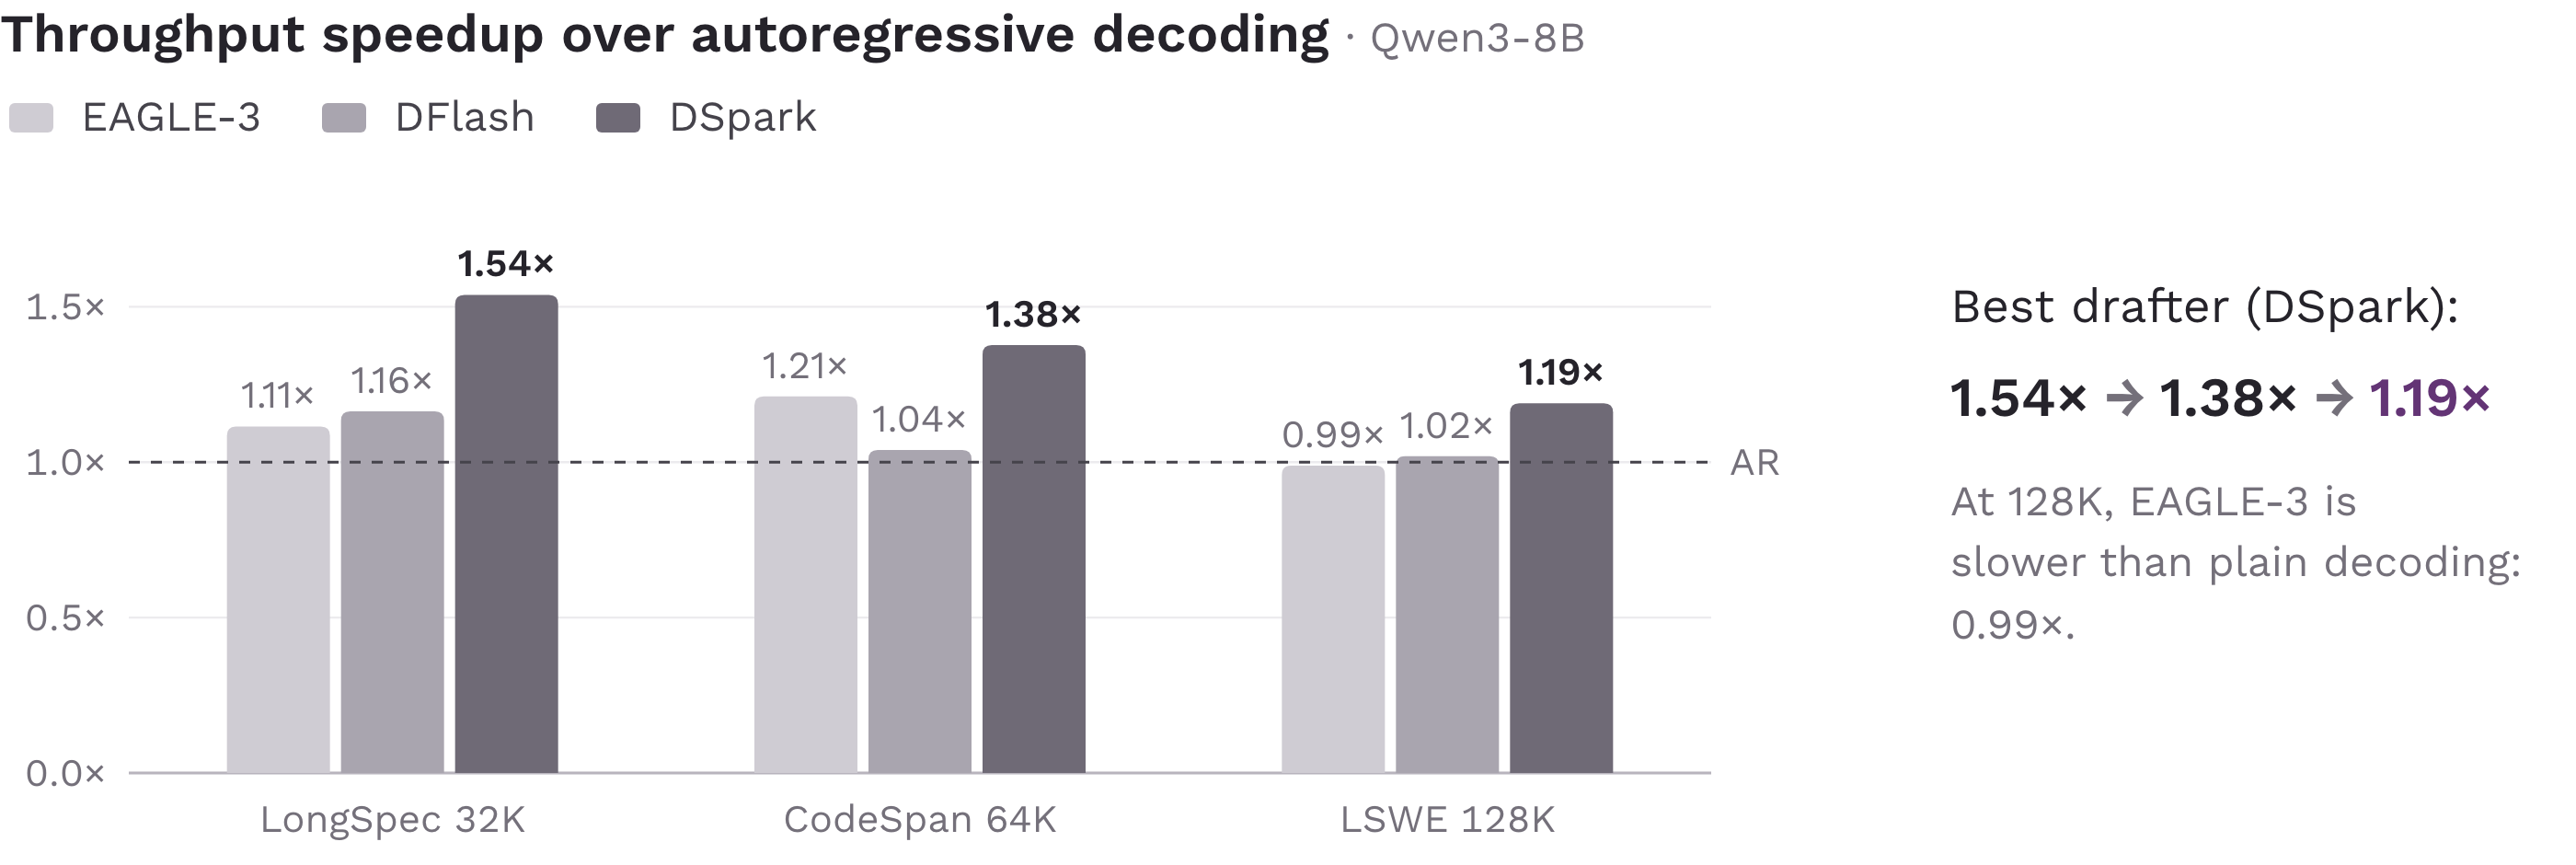 Throughput speedup over autoregressive decoding · Qwen3-8B
EAGLE-3 DFlash DSpark
1.54×
1.5×
1.38×
1.21×
1.19×
1.16×
1.11×
1.04×
1.02×
0.99×
1.0×
AR
0.5×
0.0×
LongSpec 32K CodeSpan 64K LSWE 128K
Best drafter (DSpark):
1.54× → 1.38× → 1.19×
At 128K, EAGLE-3 is
slower than plain decoding:
0.99×.